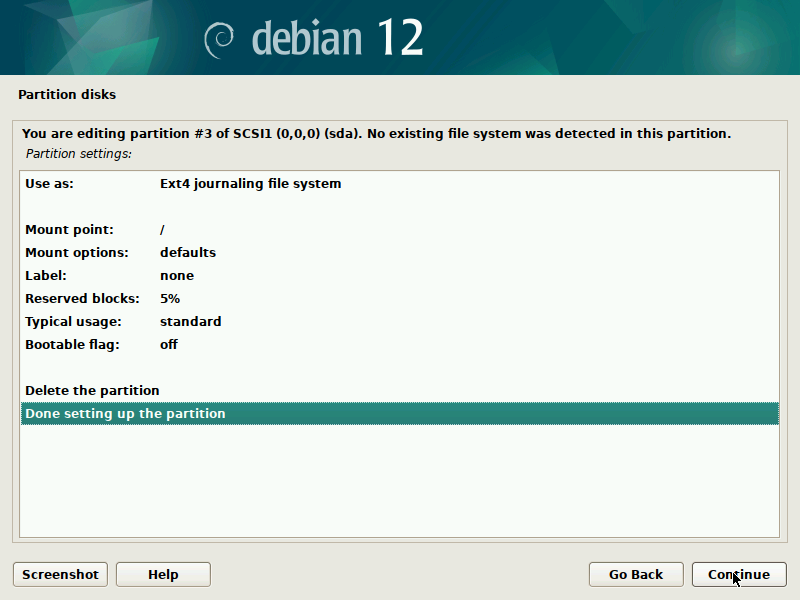 debian 12
Partition disks
You are editing partition #3 of SCSI1 (0,0,0) (sda). No existing file system was detected in this partition.
Partition settings:
Use as: Ext4 journaling file system
Mount point: /
Mount options: defaults
Label: none
Reserved blocks: 5%
Typical usage: standard
Bootable flag: off
Delete the partition
Done setting up the partition
Screenshot Help Go Back Continue